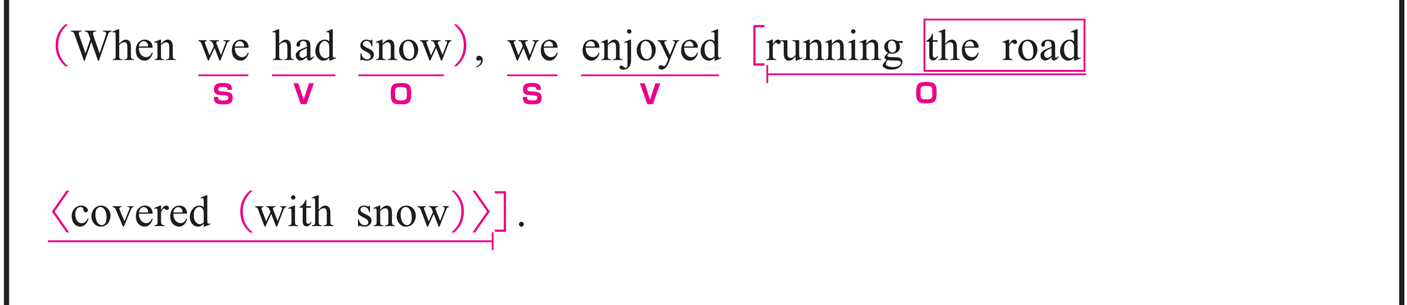 (When we had snow), we enjoyed [running the road
S V O S V O
〈covered (with snow)〉].